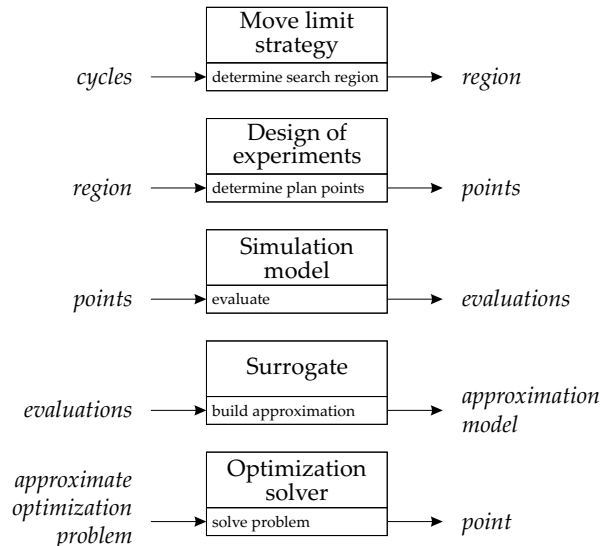 Move limit
strategy
cycles
determine search region
region
Design of
experiments
region
determine plan points
points
Simulation
model
points
evaluate
evaluations
Surrogate
evaluations
build approximation
approximation
model
Optimization
solver
approximate
optimization
problem
solve problem
point